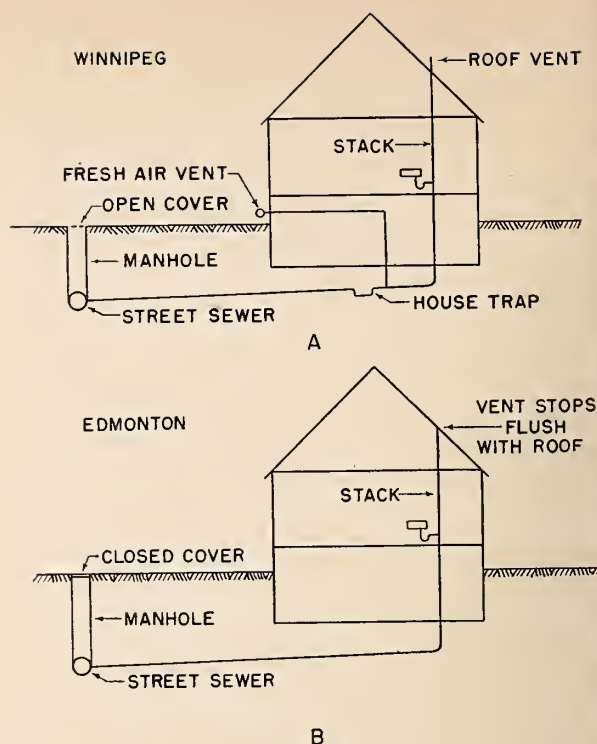 WINNIPEG
ROOF VENT
STACK
FRESH AIR VENT
OPEN COVER
MANHOLE
STREET SEWER
HOUSE TRAP
A
EDMONTON
VENT STOPS
FLUSH
WITH ROOF
STACK
CLOSED COVER
MANHOLE
STREET SEWER
B